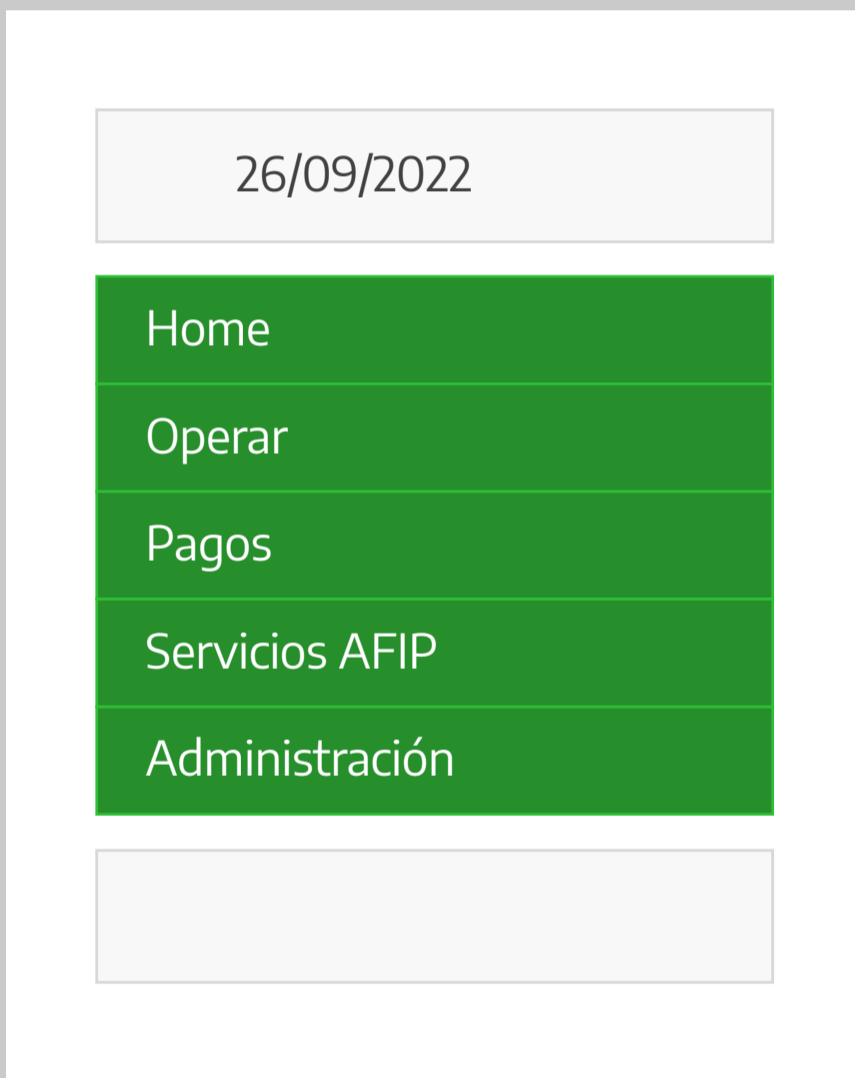 26/09/2022
Home
Operar
Pagos
Servicios AFIP
Administración